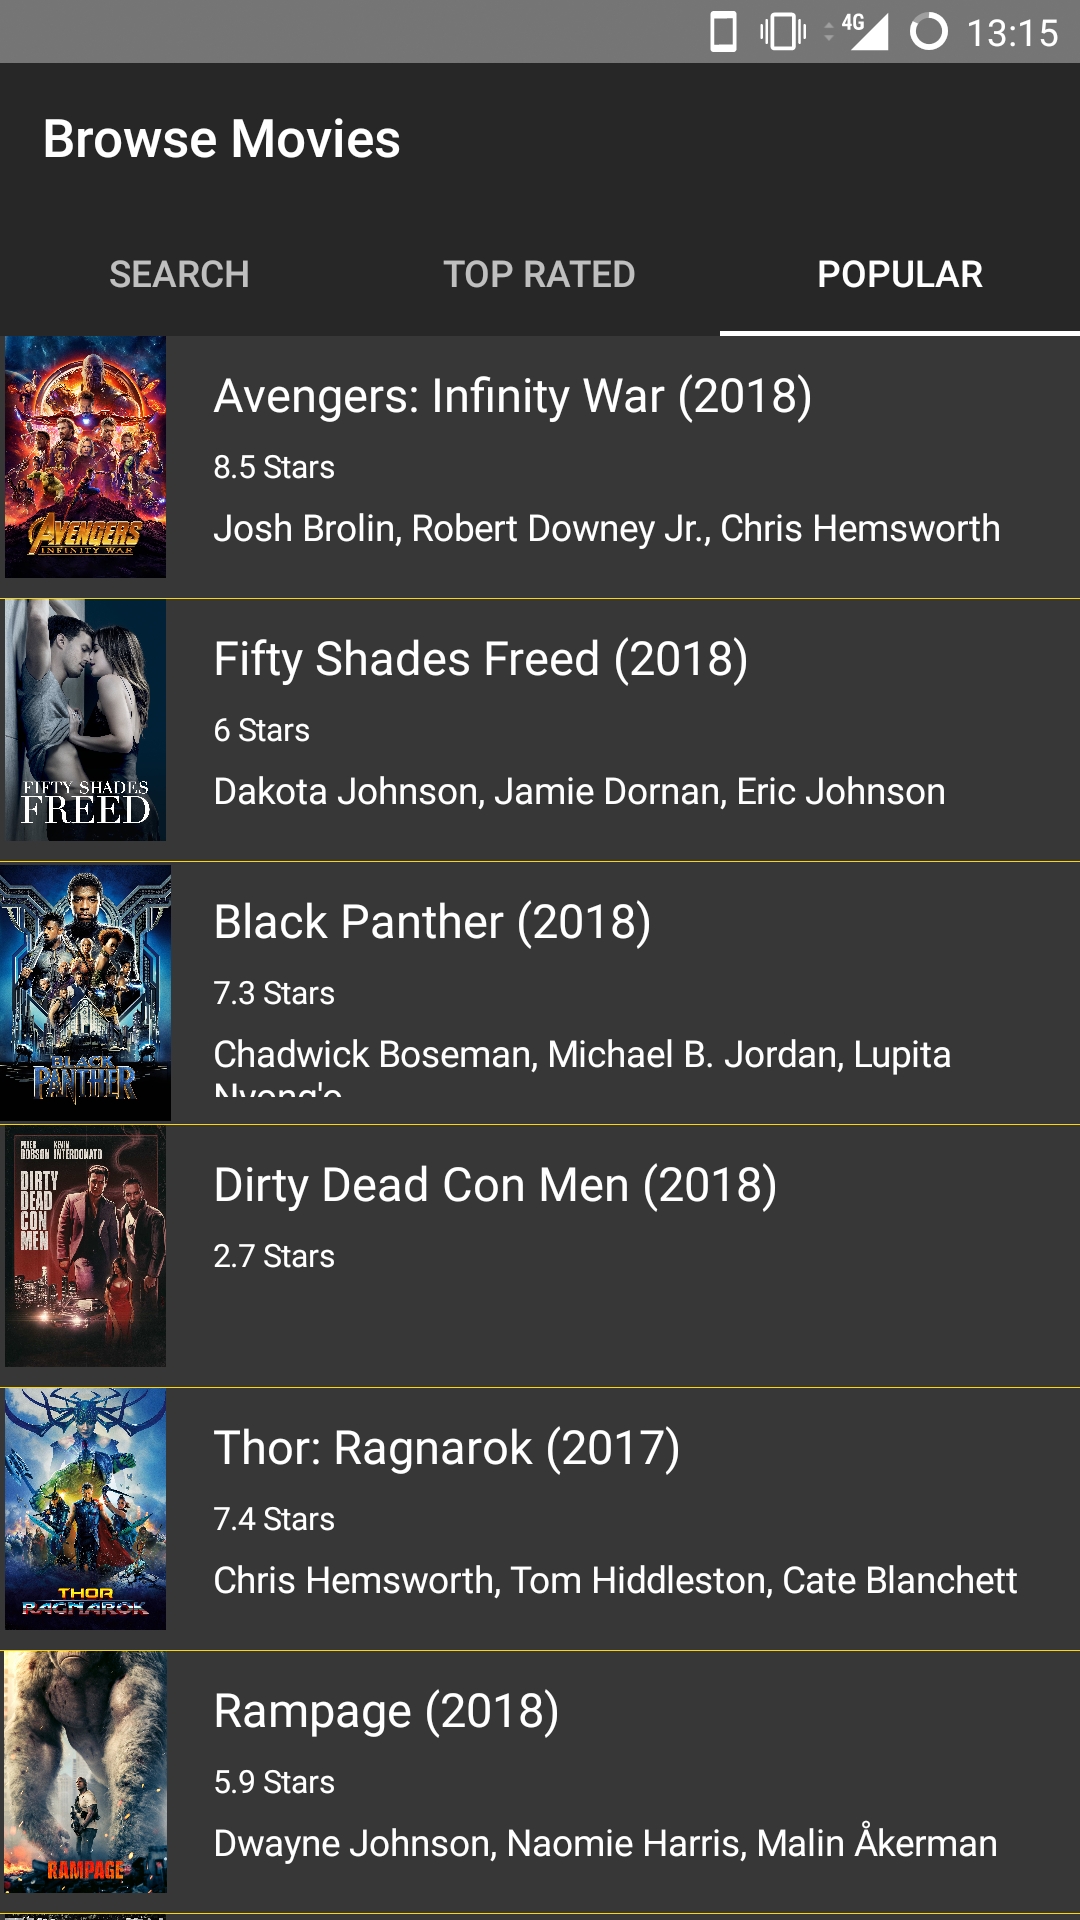 4G 13:15
Browse Movies
SEARCH TOP RATED POPULAR
AVENGERS
INFINITY WAR
Avengers: Infinity War (2018)
8.5 Stars
Josh Brolin, Robert Downey Jr., Chris Hemsworth
FIFTY SHADES
FREED
Fifty Shades Freed (2018)
6 Stars
Dakota Johnson, Jamie Dornan, Eric Johnson
BLACK
PANTHER
Black Panther (2018)
7.3 Stars
Chadwick Boseman, Michael B. Jordan, Lupita
Nyong'o
KEVIN
INTERDONATO
DIRTY
DEAD
CON
MEN
Dirty Dead Con Men (2018)
2.7 Stars
THOR
RAGNAROK
Thor: Ragnarok (2017)
7.4 Stars
Chris Hemsworth, Tom Hiddleston, Cate Blanchett
RAMPAGE
Rampage (2018)
5.9 Stars
Dwayne Johnson, Naomie Harris, Malin Åkerman